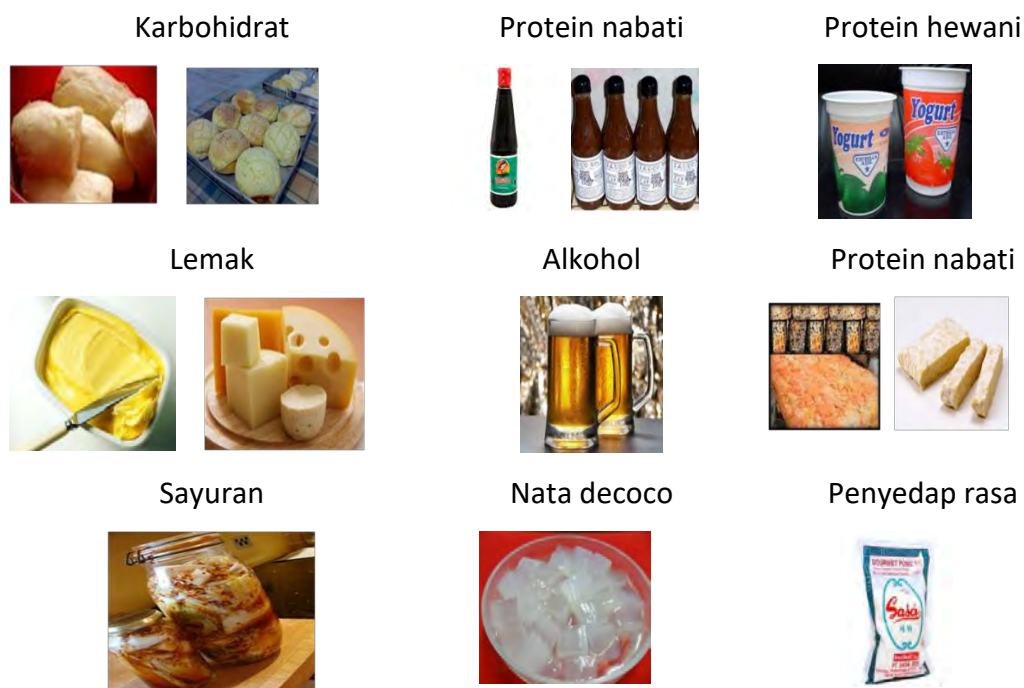 Karbohidrat
Protein nabati
Protein hewani
Yogurt
Yogurt
Lemak
Alkohol
Protein nabati
Sayuran
Nata decoco
Penyedap rasa
Sasa